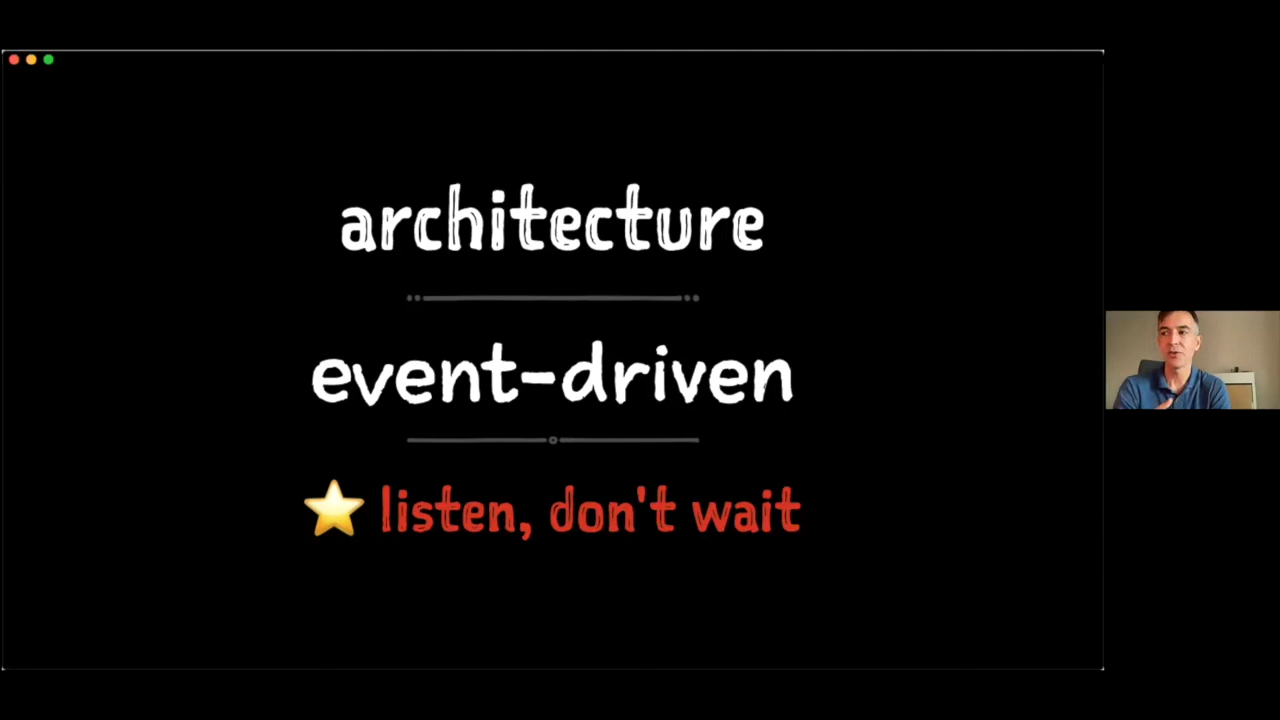 architecture
event-driven
⭐ listen, don't wait